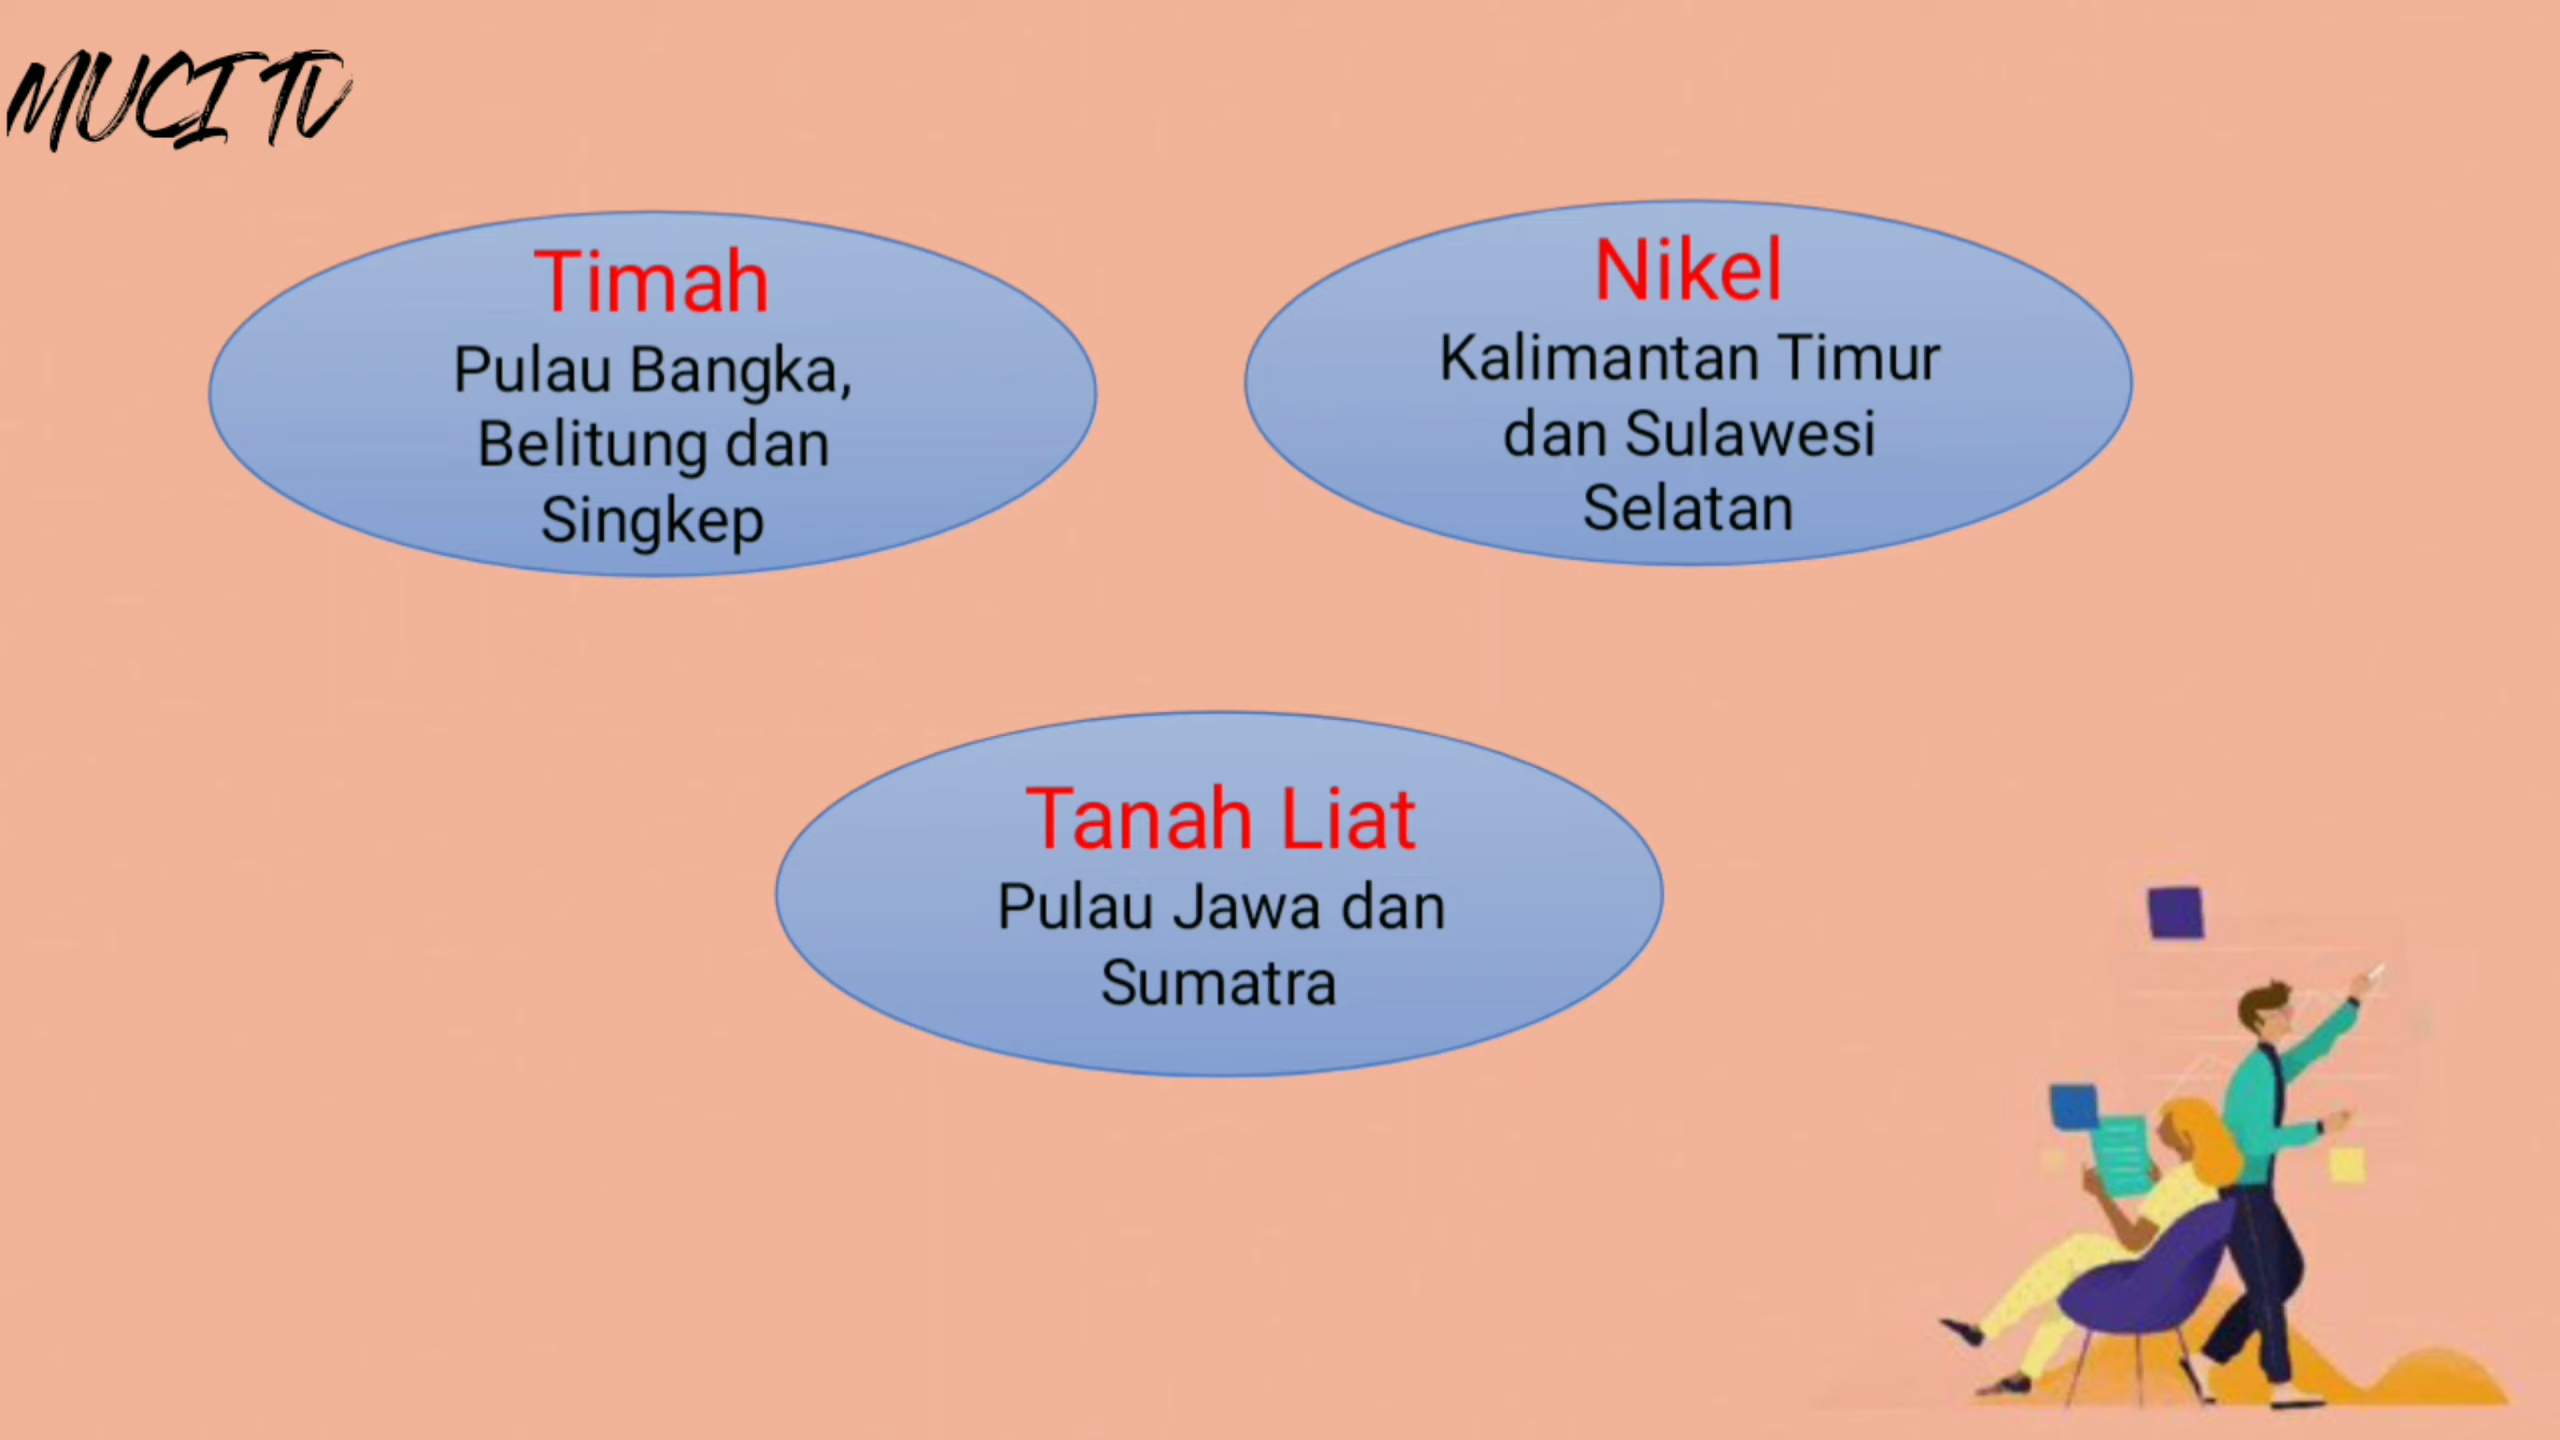 MUCI TV
Timah
Pulau Bangka,
Belitung dan
Singkep
Nikel
Kalimantan Timur
dan Sulawesi
Selatan
Tanah Liat
Pulau Jawa dan
Sumatra